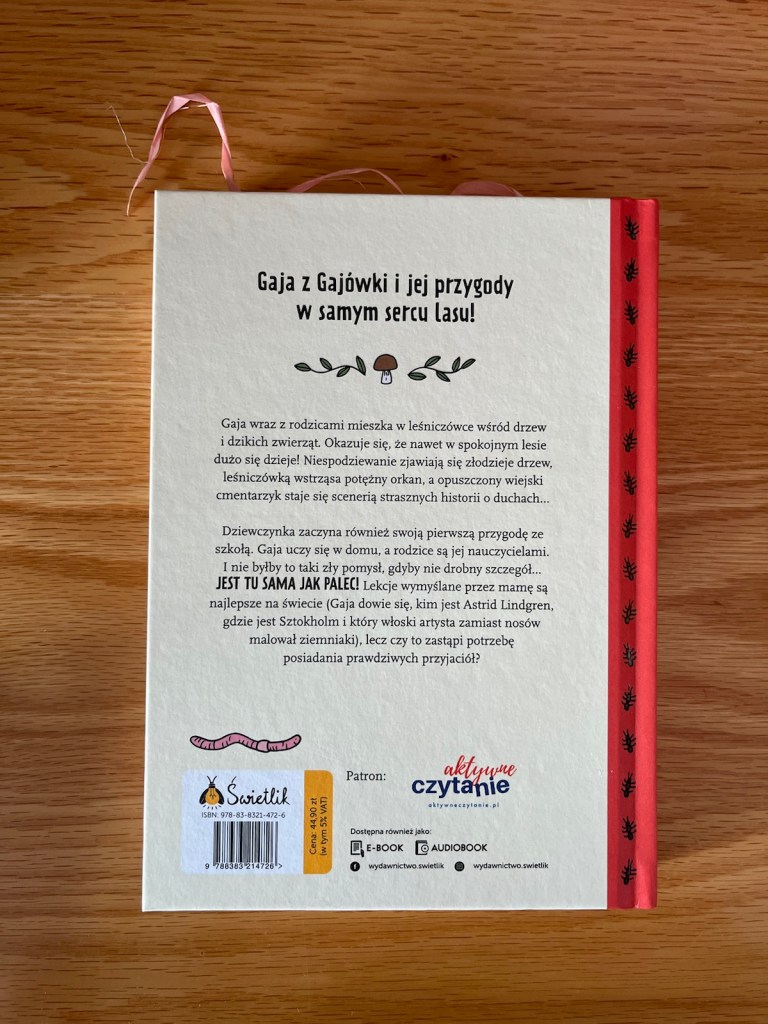 Gaja z Gajówki i jej przygody
w samym sercu lasu!
Gaja wraz z rodzicami mieszka w leśniczówce wśród drzew
i dzikich zwierząt. Okazuje się, że nawet w spokojnym lesie
dużo się dzieje! Niespodziewanie zjawiają się złodzieje drzew,
leśniczówką wstrząsa potężny orkan, a opuszczony wiejski
cmentarzyk staje się scenerią strasznych historii o duchach...
Dziewczynka zaczyna również swoją pierwszą przygodę ze
szkołą. Gaja uczy się w domu, a rodzice są jej nauczycielami.
I nie byłby to taki zły pomysł, gdyby nie drobny szczegół...
JEST TU SAMA JAK PALEC! Lekcje wymyślane przez mamę są
najlepsze na świecie (Gaja dowie się, kim jest Astrid Lindgren,
gdzie jest Sztokholm i który włoski artysta zamiast nosów
malował ziemniaki), lecz czy to zastąpi potrzebę
posiadania prawdziwych przyjaciół?
Świetlik
ISBN: 978-83-8321-472-6
9 788383 214726 >
Cena: 44,90 zł
(w tym 5% VAT)
Patron:
aktywne
czytanie
aktywneczytanie.pl
Dostępna również jako:
E-BOOK AUDIOBOOK
wydawnictwo.swietlik wydawnictwo.swietlik